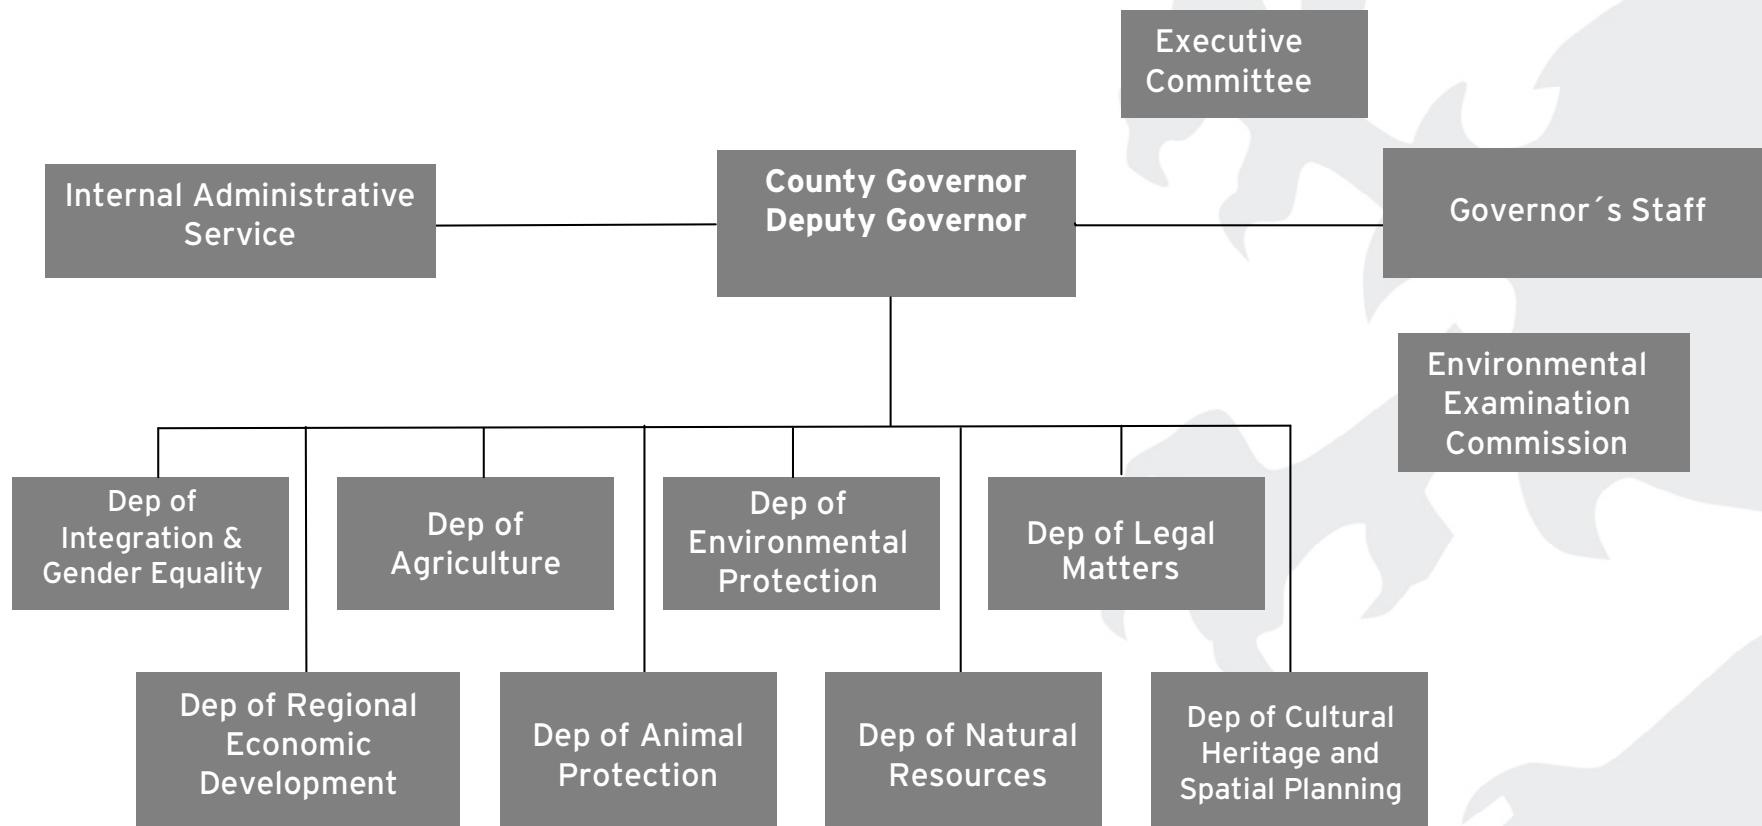 Executive
Committee
Internal Administrative
Service
County Governor
Deputy Governor
Governor´s Staff
Environmental
Examination
Commission
Dep of
Integration &
Gender Equality
Dep of
Agriculture
Dep of
Environmental
Protection
Dep of Legal
Matters
Dep of Regional
Economic
Development
Dep of Animal
Protection
Dep of Natural
Resources
Dep of Cultural
Heritage and
Spatial Planning